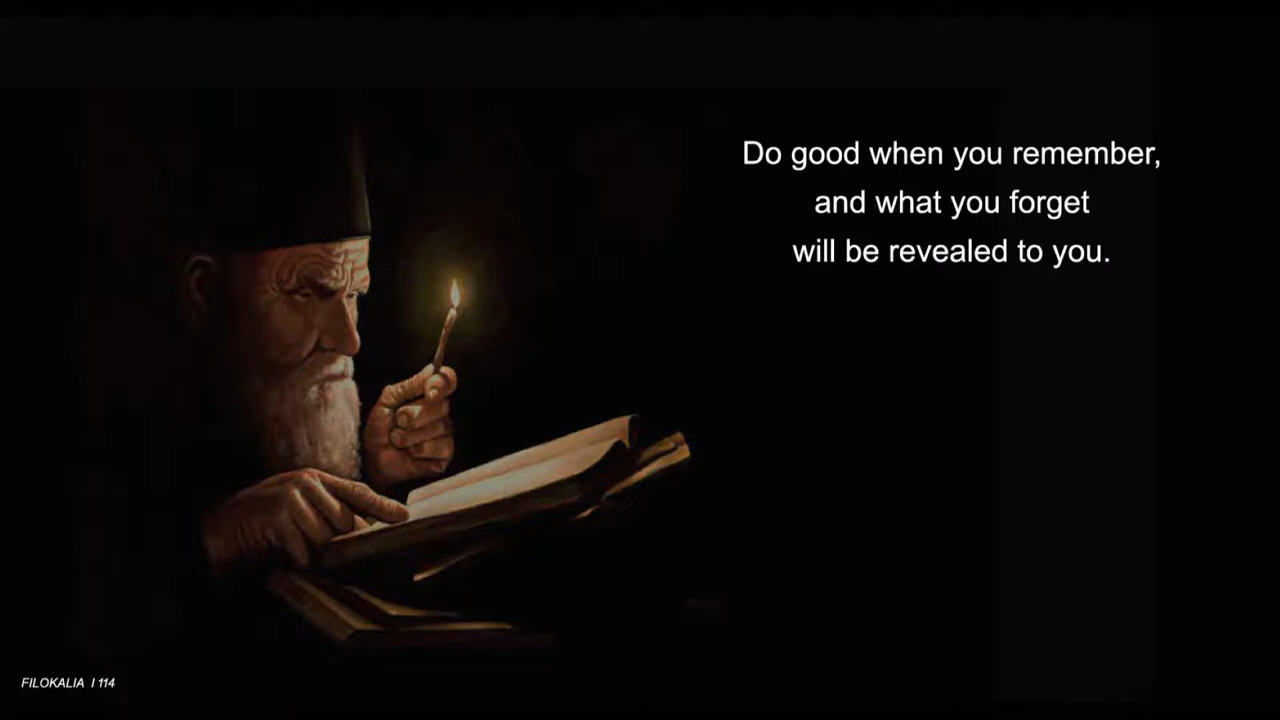 Do good when you remember,
and what you forget
will be revealed to you.
FILOKALIA I 114